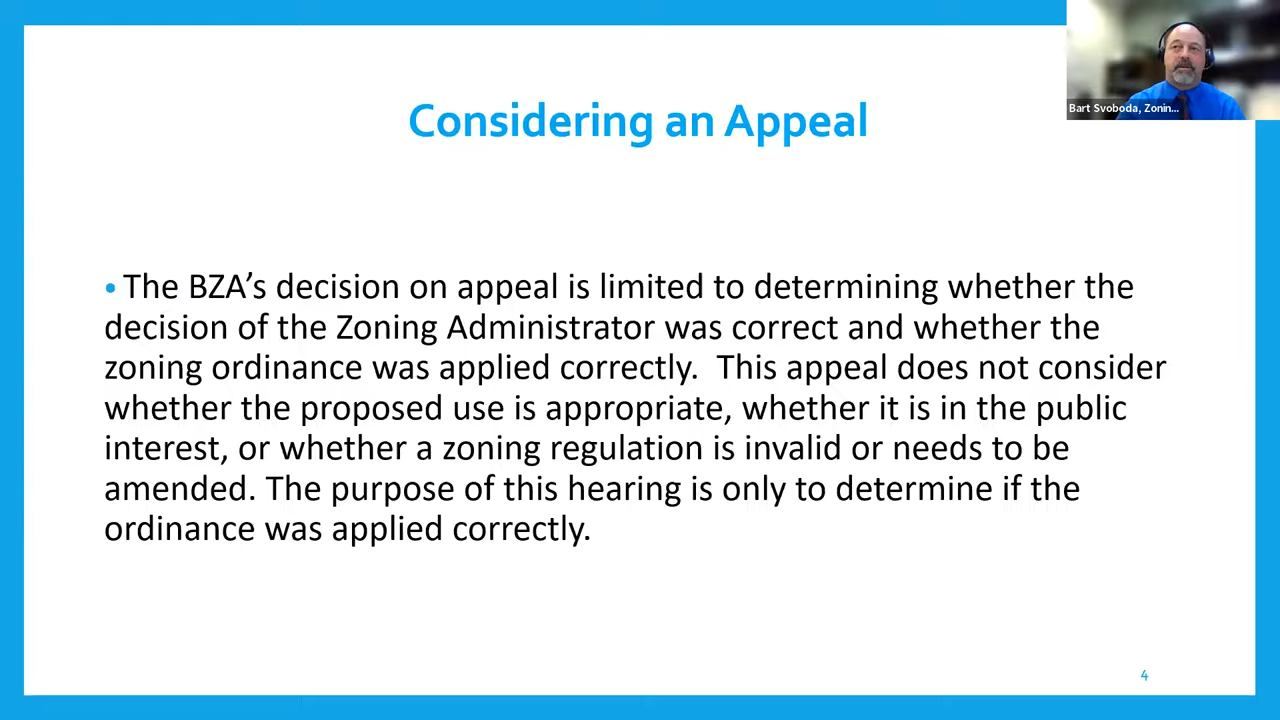 Bart Svoboda, Zonin...
Considering an Appeal
• The BZA’s decision on appeal is limited to determining whether the
decision of the Zoning Administrator was correct and whether the
zoning ordinance was applied correctly.  This appeal does not consider
whether the proposed use is appropriate, whether it is in the public
interest, or whether a zoning regulation is invalid or needs to be
amended. The purpose of this hearing is only to determine if the
ordinance was applied correctly.
4